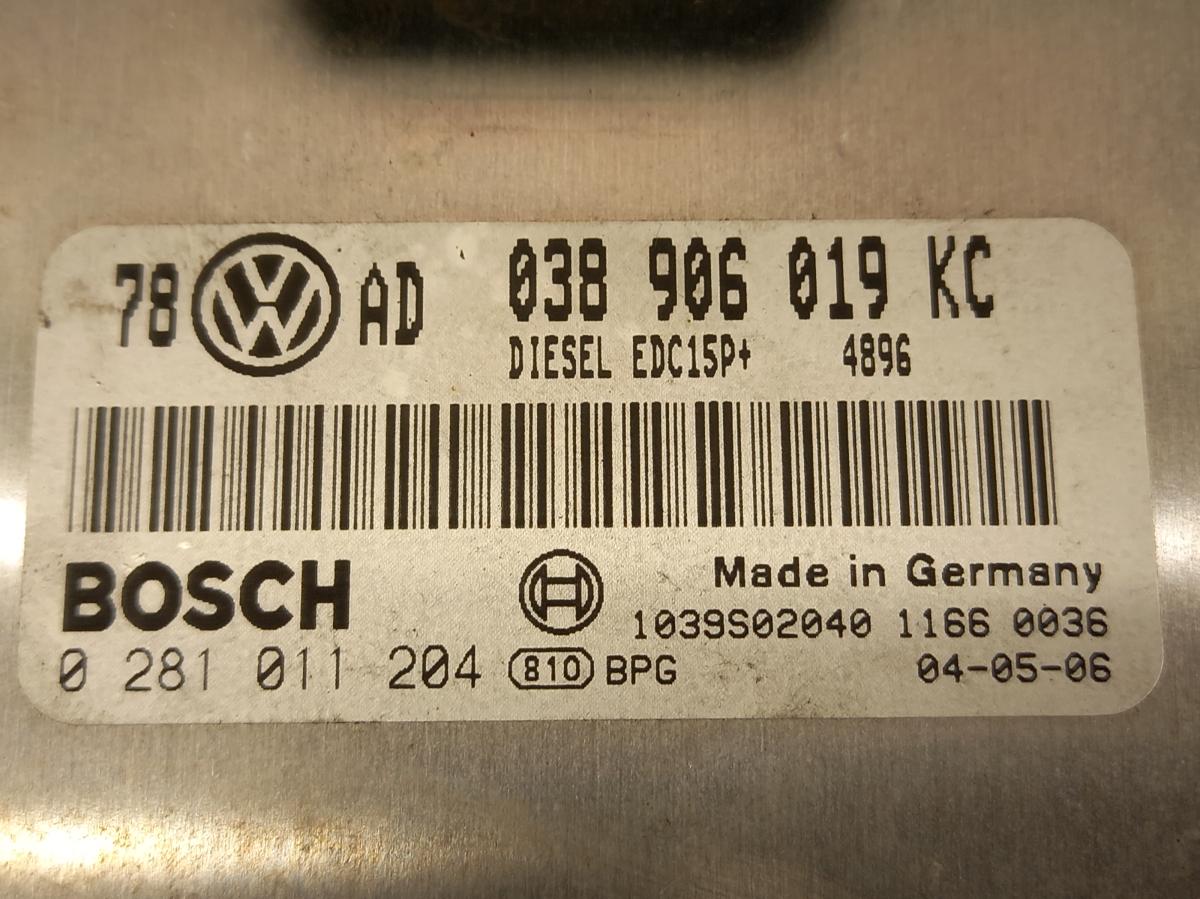 78 VW AD 038 906 019 KC
DIESEL EDC15P+ 4896
BOSCH
Made in Germany
1039S02040 1166 0036
0 281 011 204 810 BPG 04-05-06